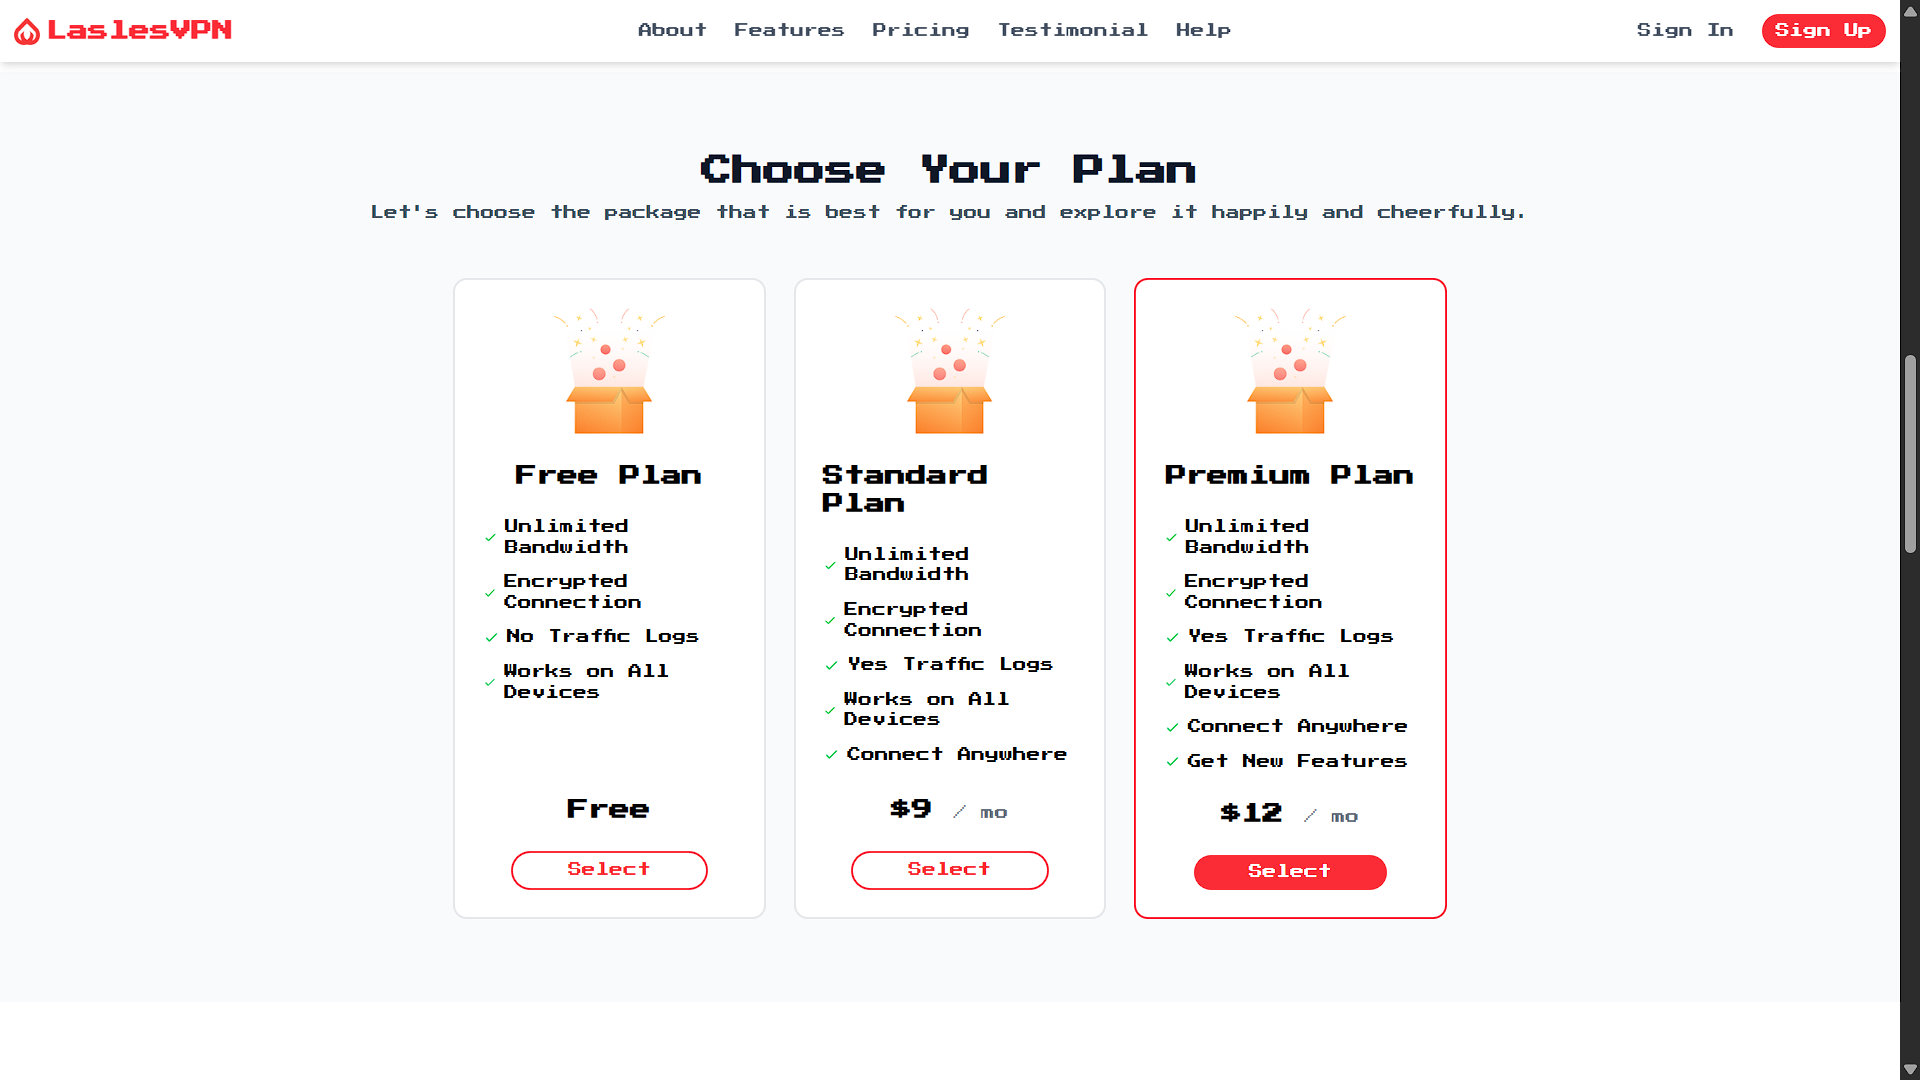 LaslesVPN
About Features Pricing Testimonial Help
Sign In Sign Up
Choose Your Plan
Let's choose the package that is best for you and explore it happily and cheerfully.
Free Plan
Unlimited
Bandwidth
Encrypted
Connection
No Traffic Logs
Works on All
Devices
Free
Select
Standard
Plan
Unlimited
Bandwidth
Encrypted
Connection
Yes Traffic Logs
Works on All
Devices
Connect Anywhere
$9 / mo
Select
Premium Plan
Unlimited
Bandwidth
Encrypted
Connection
Yes Traffic Logs
Works on All
Devices
Connect Anywhere
Get New Features
$12 / mo
Select